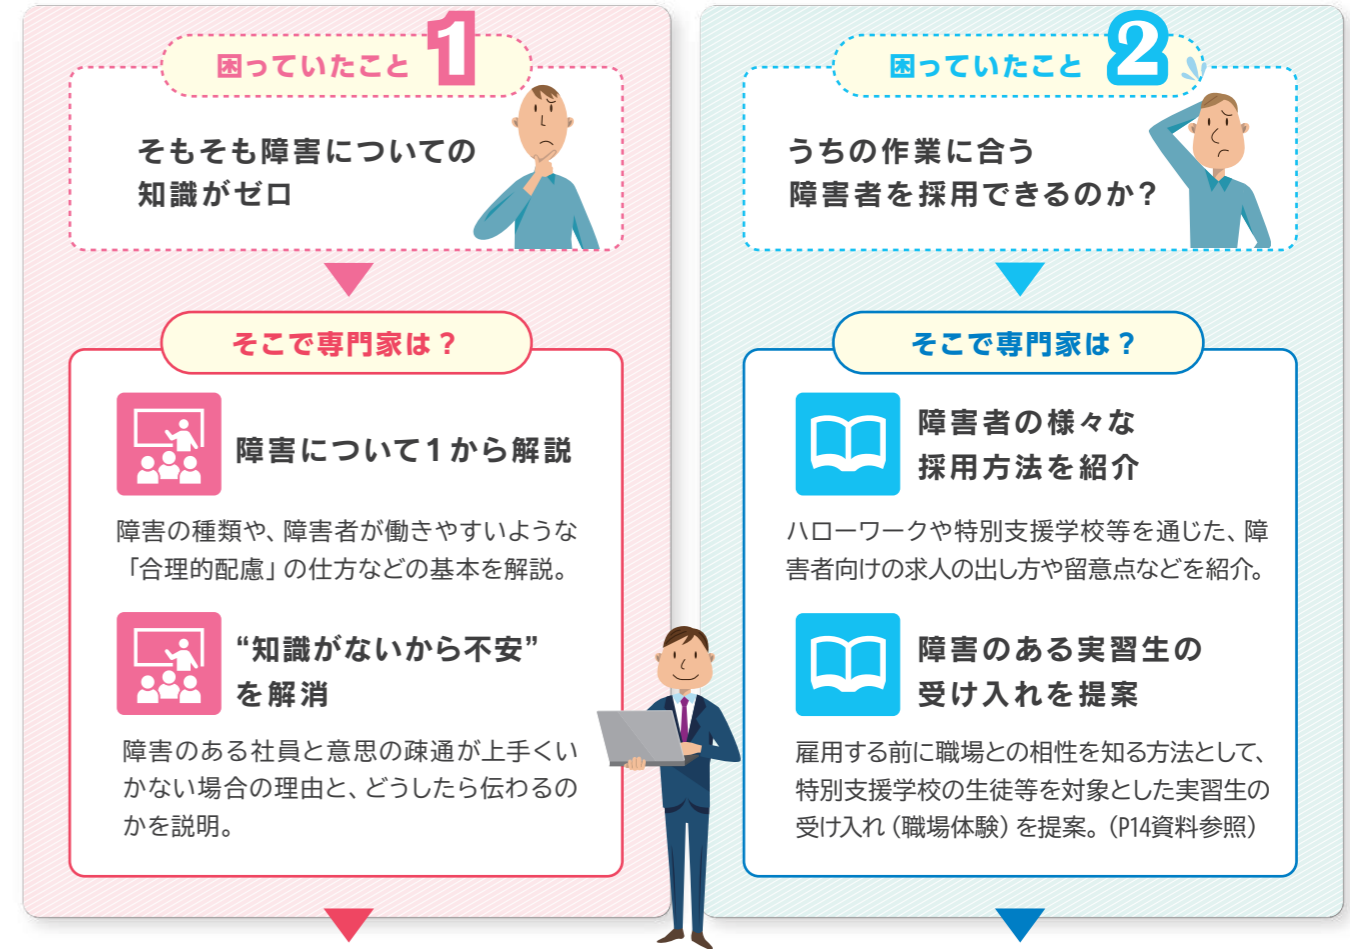 困っていたこと 1
そもそも障害についての
知識がゼロ
そこで専門家は？
障害について1から解説
障害の種類や、障害者が働きやすいような
「合理的配慮」の仕方などの基本を解説。
“知識がないから不安”
を解消
障害のある社員と意思の疎通が上手くい
かない場合の理由と、どうしたら伝わるの
かを説明。
困っていたこと 2
うちの作業に合う
障害者を採用できるのか？
そこで専門家は？
障害者の様々な
採用方法を紹介
ハローワークや特別支援学校等を通じた、障
害者向けの求人の出し方や留意点などを紹介。
障害のある実習生の
受け入れを提案
雇用する前に職場との相性を知る方法として、
特別支援学校の生徒等を対象とした実習生の
受け入れ（職場体験）を提案。（P14資料参照）